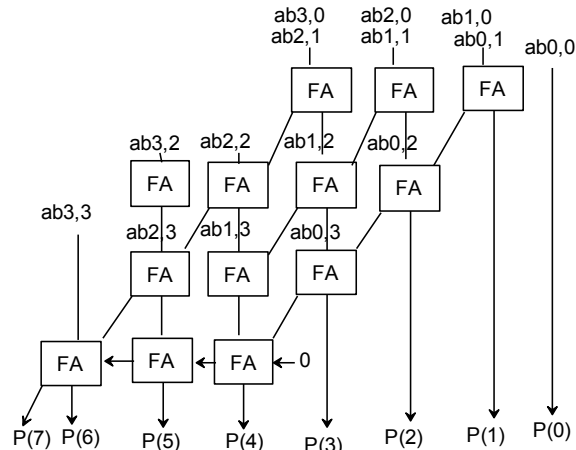 ab3,0 ab2,0 ab1,0
ab2,1 ab1,1 ab0,1 ab0,0
FA FA FA
ab3,2 ab2,2 ab1,2 ab0,2
FA FA FA FA
ab3,3
ab2,3 ab1,3 ab0,3
FA FA FA
FA FA FA 0
P(7) P(6) P(5) P(4) P(3) P(2) P(1) P(0)